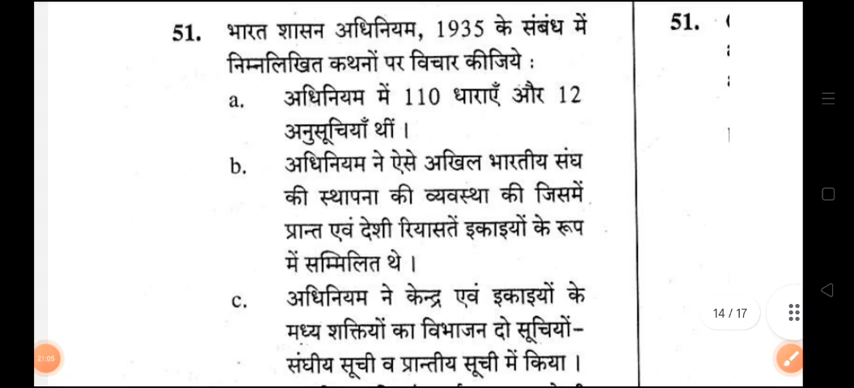 51. भारत शासन अधिनियम, 1935 के संबंध में
निम्नलिखित कथनों पर विचार कीजिये :
a. अधिनियम में 110 धाराएँ और 12
अनुसूचियाँ थीं ।
b. अधिनियम ने ऐसे अखिल भारतीय संघ
की स्थापना की व्यवस्था की जिसमें
प्रान्त एवं देशी रियासतें इकाइयों के रूप
में सम्मिलित थे ।
c. अधिनियम ने केन्द्र एवं इकाइयों के
मध्य शक्तियों का विभाजन दो सूचियों-
संघीय सूची व प्रान्तीय सूची में किया ।
51.
14 / 17
21:05